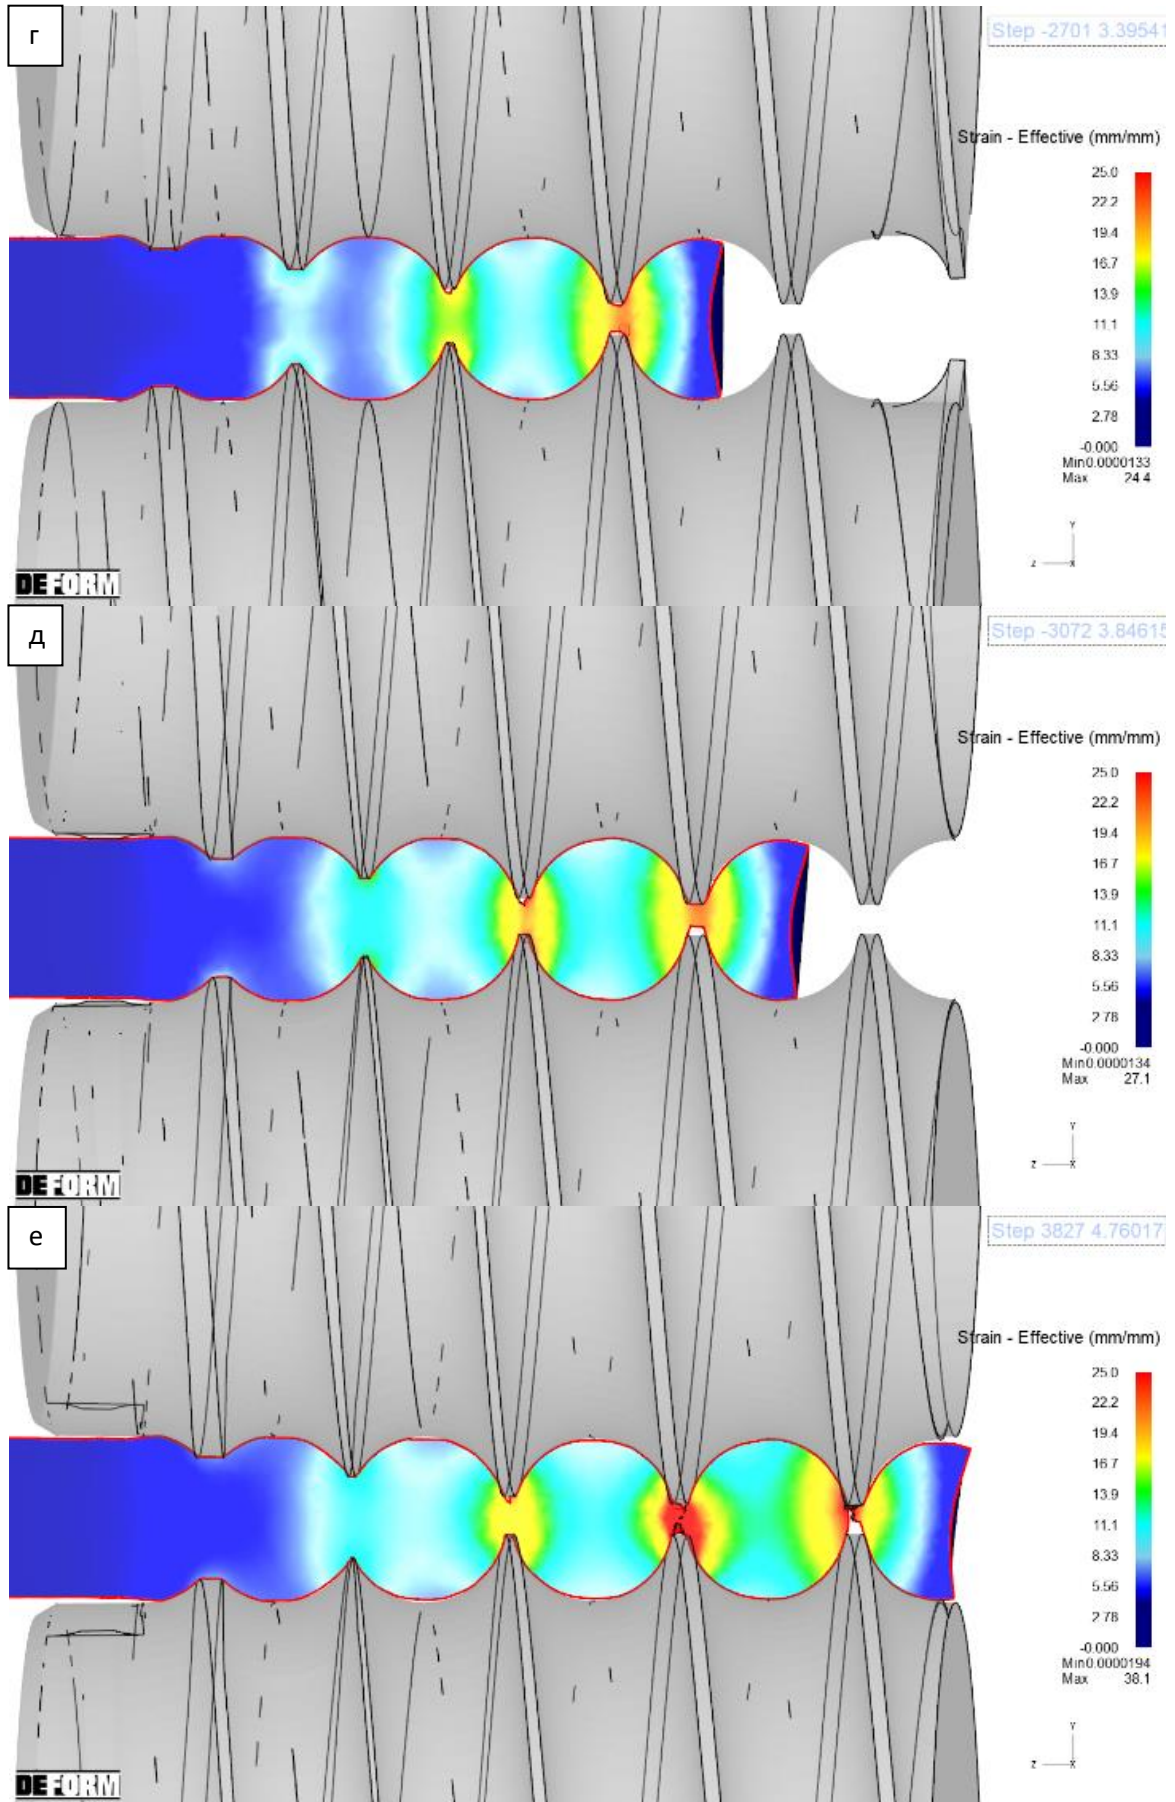 г
Step -2701 3.39541
Strain - Effective (mm/mm)
25.0
22.2
19.4
16.7
13.9
11.1
8.33
5.56
2.78
-0.000
Min 0.0000133
Max 24.4
Y
Z X
DEFORM
д
Step -3072 3.84615
Strain - Effective (mm/mm)
25.0
22.2
19.4
16.7
13.9
11.1
8.33
5.56
2.78
-0.000
Min 0.0000134
Max 27.1
Y
Z X
DEFORM
е
Step 3827 4.76017
Strain - Effective (mm/mm)
25.0
22.2
19.4
16.7
13.9
11.1
8.33
5.56
2.78
-0.000
Min 0.0000194
Max 38.1
Y
Z X
DEFORM